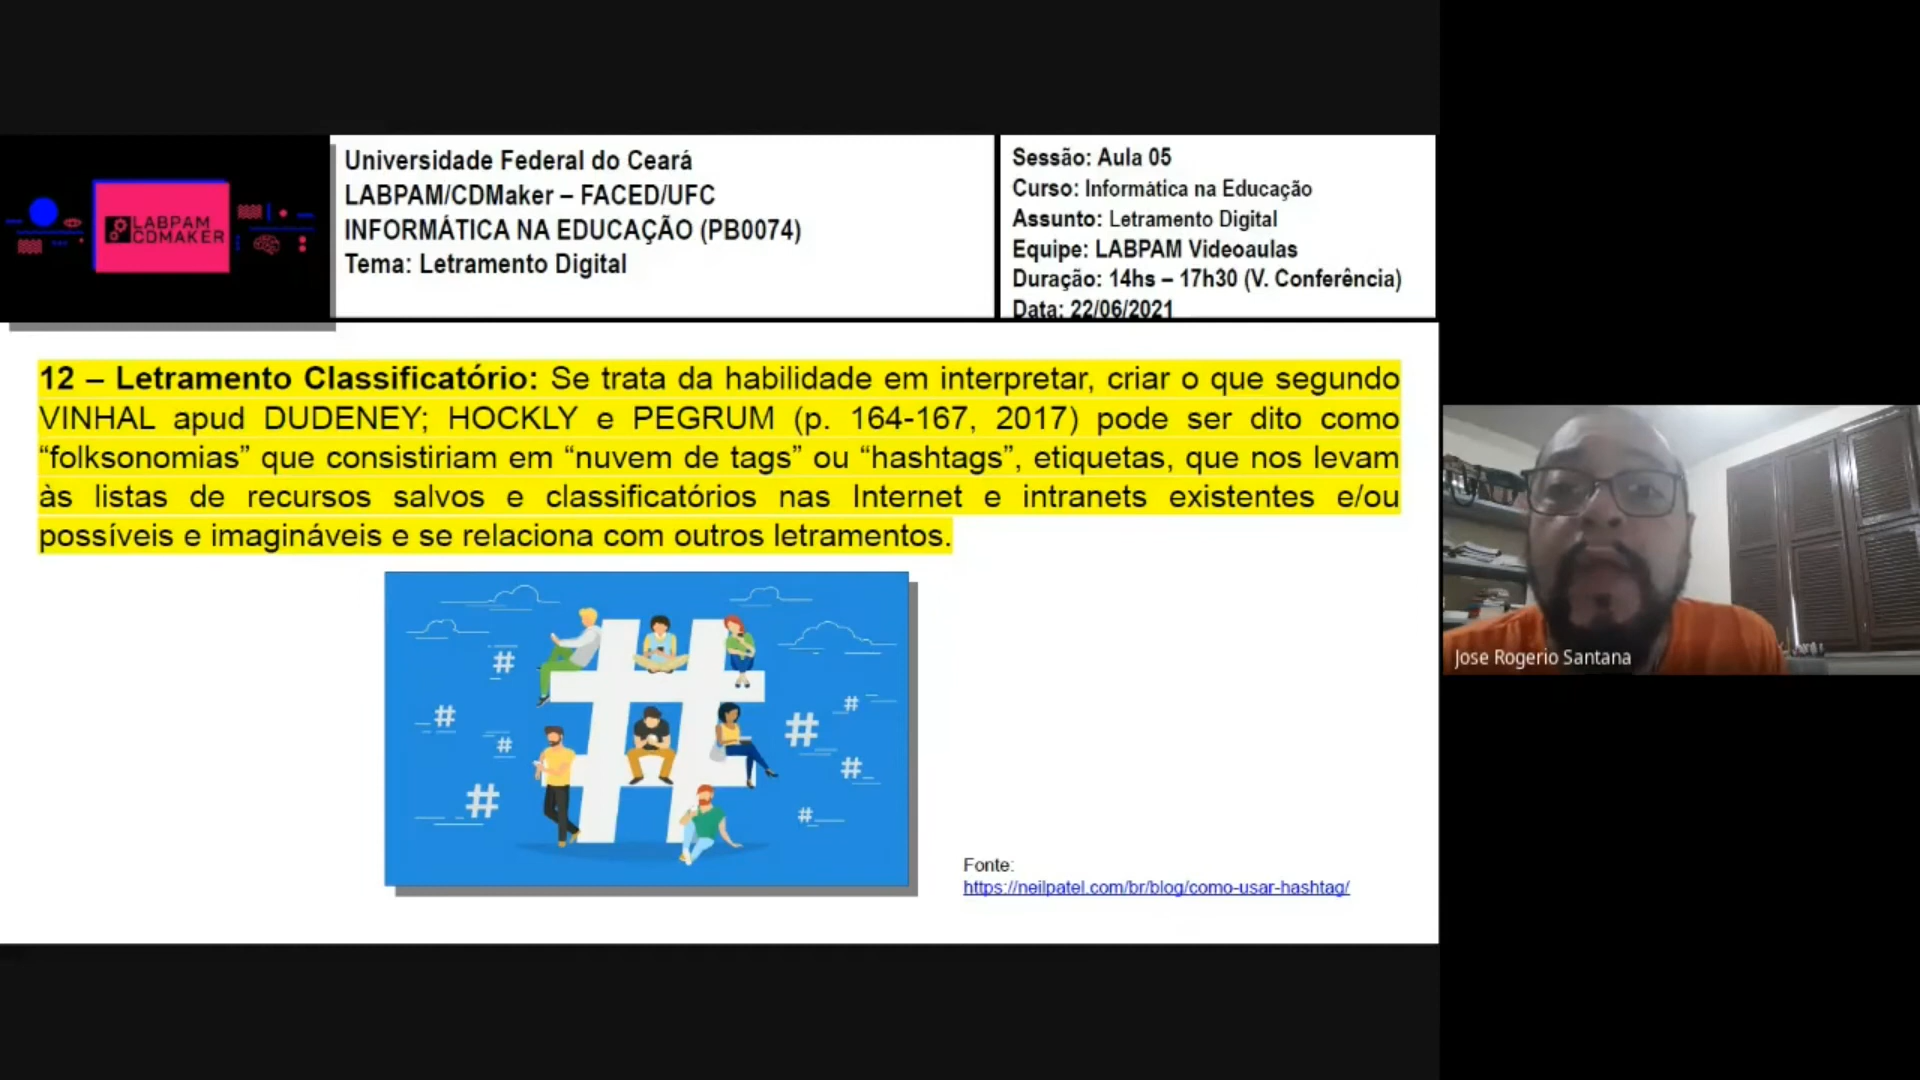 LABPAM
CDMAKER
Universidade Federal do Ceará
LABPAM/CDMaker – FACED/UFC
INFORMÁTICA NA EDUCAÇÃO (PB0074)
Tema: Letramento Digital
Sessão: Aula 05
Curso: Informàtica na Educação
Assunto: Letramento Digital
Equipe: LABPAM Videoaulas
Duração: 14hs – 17h30 (V. Conferência)
Data: 22/06/2021
12 – Letramento Classificatório: Se trata da habilidade em interpretar, criar o que segundo
VINHAL apud DUDENEY; HOCKLY e PEGRUM (p. 164-167, 2017) pode ser dito como
“folksonomias” que consistiriam em “nuvem de tags” ou “hashtags”, etiquetas, que nos levam
às listas de recursos salvos e classificatórios nas Internet e intranets existentes e/ou
possíveis e imagináveis e se relaciona com outros letramentos.
Fonte:
https://neilpatel.com/br/blog/como-usar-hashtag/
Jose Rogerio Santana